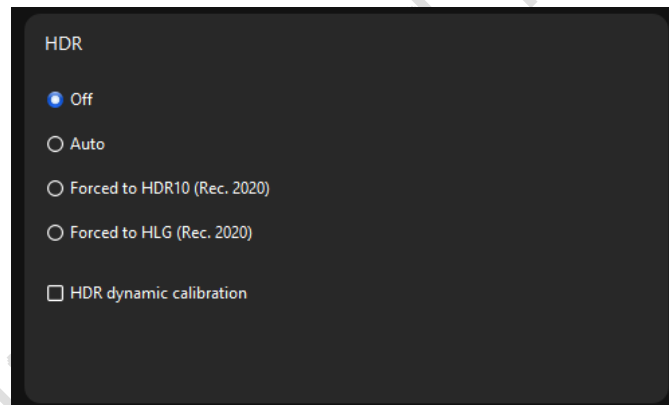 HDR
Off
Auto
Forced to HDR10 (Rec. 2020)
Forced to HLG (Rec. 2020)
HDR dynamic calibration